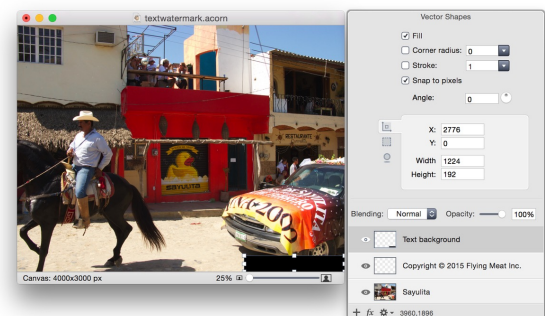 textwatermark.acorn
RESTAURANTE
SAYULITA
SAYULITA
Canvas: 4000x3000 px
25%
Vector Shapes
Fill
Corner radius: 0
Stroke: 1
Snap to pixels
Angle: 0
X: 2776
Y: 0
Width 1224
Height: 192
Blending: Normal Opacity: 100%
Text background
Copyright © 2015 Flying Meat Inc.
Sayulita
+ fx 3960,1896